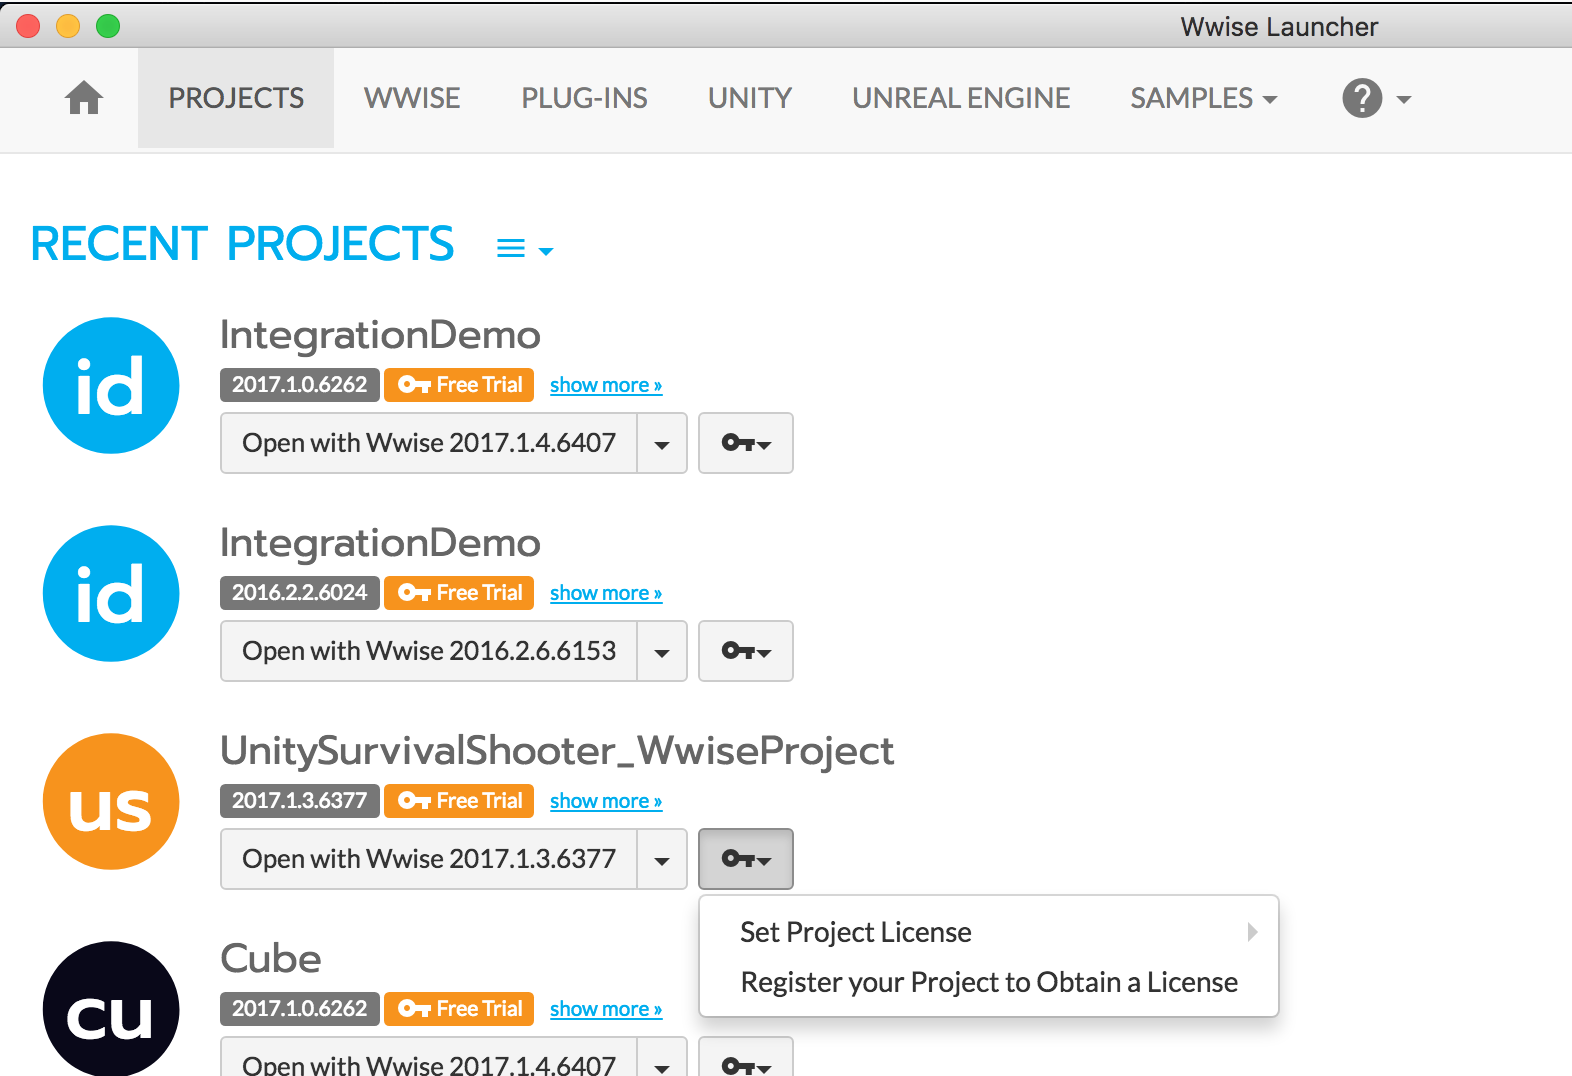 Wwise Launcher
PROJECTS WWISE PLUG-INS UNITY UNREAL ENGINE SAMPLES ?
RECENT PROJECTS
id
IntegrationDemo
2017.1.0.6262 Free Trial show more »
Open with Wwise 2017.1.4.6407
id
IntegrationDemo
2016.2.2.6024 Free Trial show more »
Open with Wwise 2016.2.6.6153
us
UnitySurvivalShooter_WwiseProject
2017.1.3.6377 Free Trial show more »
Open with Wwise 2017.1.3.6377
Set Project License
Register your Project to Obtain a License
cu
Cube
2017.1.0.6262 Free Trial show more »
Open with Wwise 2017.1.4.6407